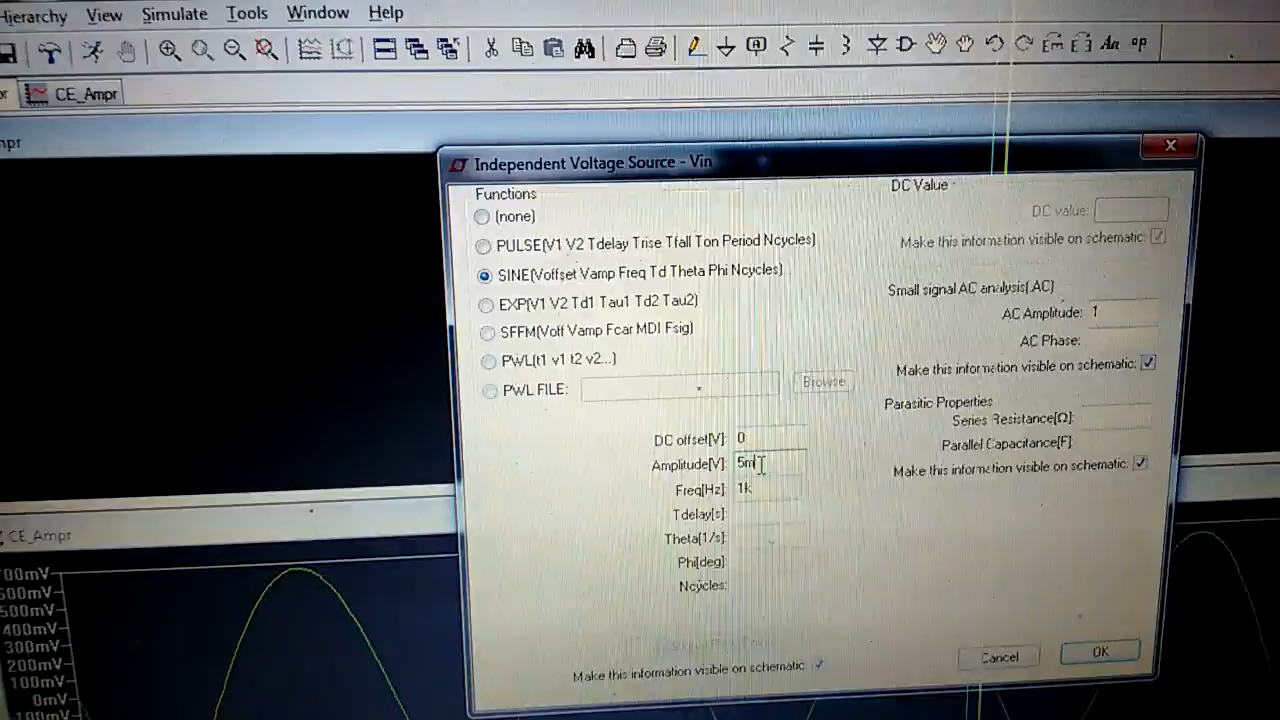 Hierarchy View Simulate Tools Window Help
CE_Ampr
Independent Voltage Source - Vin
Functions
(none)
PULSE(V1 V2 Tdelay Trise Tfall Ton Period Ncycles)
SINE(Voffset Vamp Freq Td Theta Phi Ncycles)
EXP(V1 V2 Td1 Tau1 Td2 Tau2)
SFFM(Voff Vamp Fcar MDI Fsig)
PWL(t1 v1 t2 v2...)
PWL FILE: Browse
DC offset[V]: 0
Amplitude[V]: 5m
Freq[Hz]: 1k
Tdelay[s]:
Theta[1/s]:
Phi[deg]:
Ncycles:
Make this information visible on schematic:
DC Value
DC value:
Make this information visible on schematic:
Small signal AC analysis(.AC)
AC Amplitude: 1
AC Phase:
Make this information visible on schematic:
Parasitic Properties
Series Resistance[Ω]:
Parallel Capacitance[F]:
Make this information visible on schematic:
Cancel OK
CE_Ampr
500mV
400mV
300mV
200mV
100mV
0mV